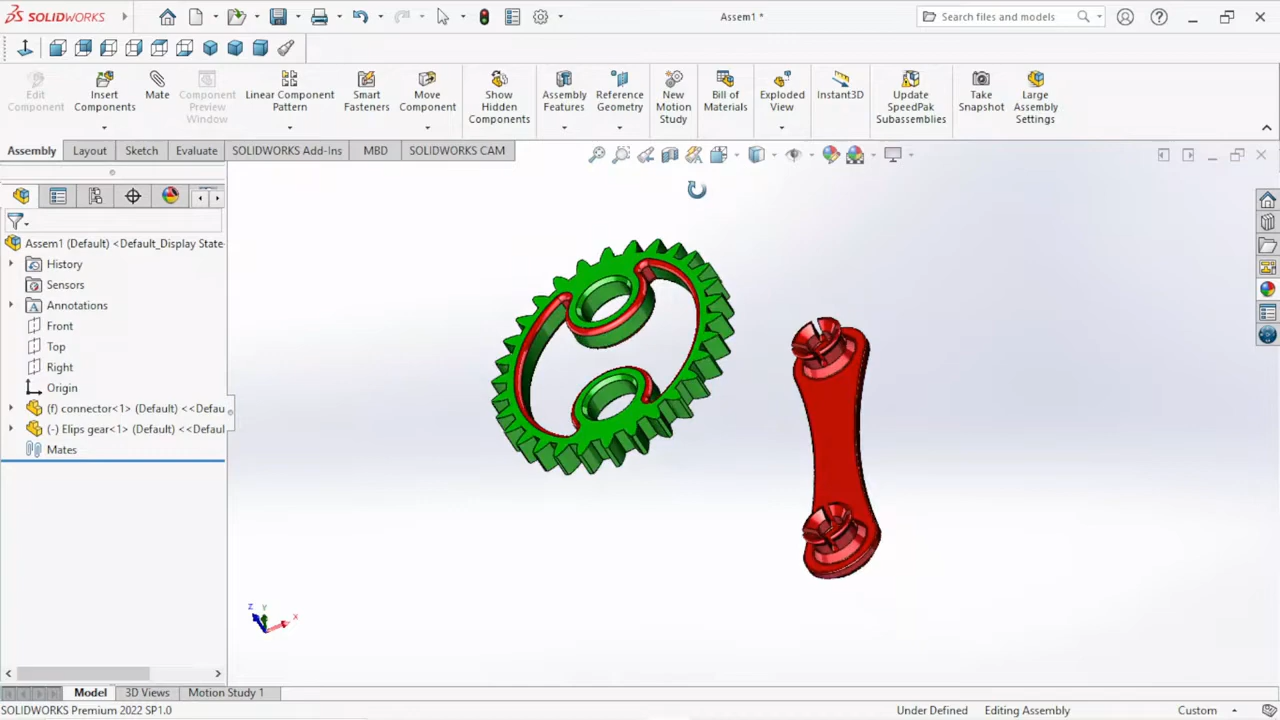 SOLIDWORKS
Assem1 *
Search files and models
Edit Component
Insert Components
Mate
Component Preview Window
Linear Component Pattern
Smart Fasteners
Move Component
Show Hidden Components
Assembly Features
Reference Geometry
New Motion Study
Bill of Materials
Exploded View
Instant3D
Update SpeedPak Subassemblies
Take Snapshot
Large Assembly Settings
Assembly
Layout
Sketch
Evaluate
SOLIDWORKS Add-Ins
MBD
SOLIDWORKS CAM
Assem1 (Default) <Default_Display State
History
Sensors
Annotations
Front
Top
Right
Origin
(f) connector<1> (Default) <<Defau
(-) Elips gear<1> (Default) <<Defaul
Mates
Z
Y
X
Model
3D Views
Motion Study 1
SOLIDWORKS Premium 2022 SP1.0
Under Defined
Editing Assembly
Custom